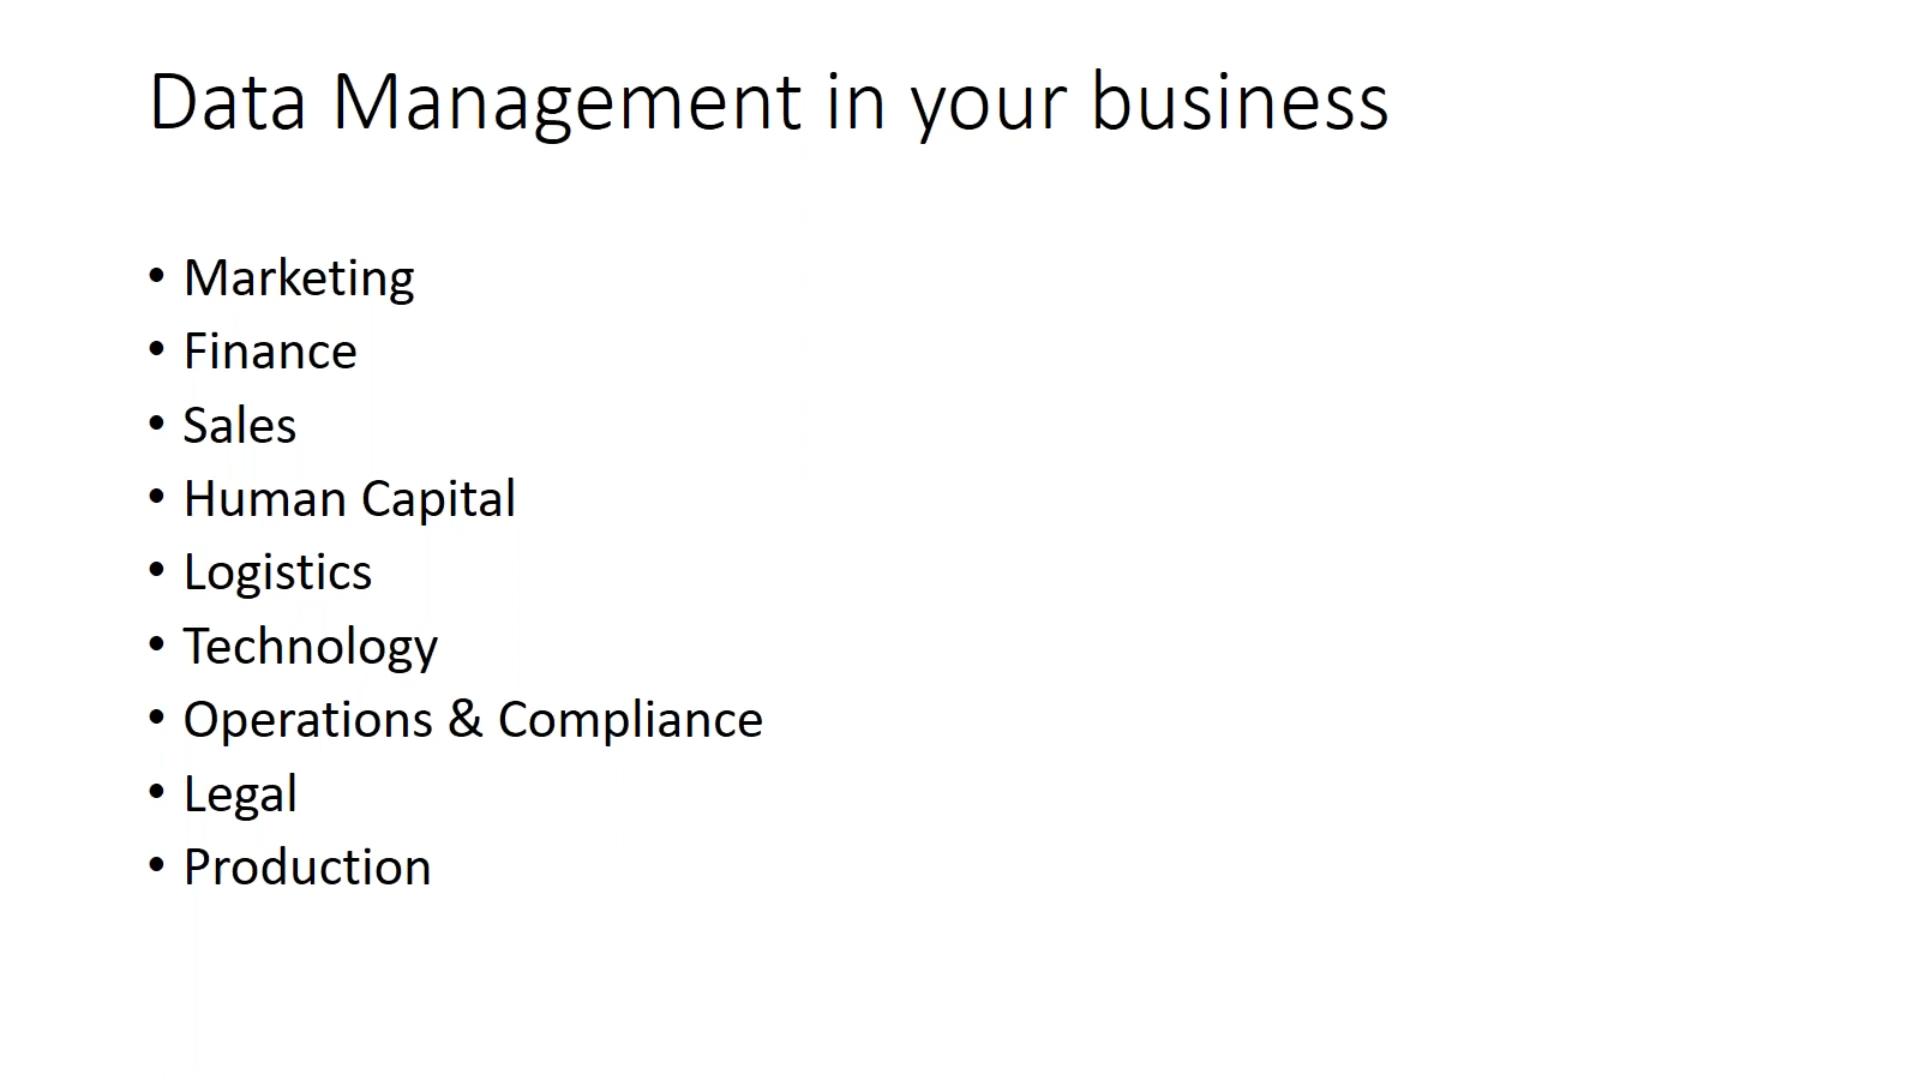 Data Management in your business
• Marketing
• Finance
• Sales
• Human Capital
• Logistics
• Technology
• Operations & Compliance
• Legal
• Production